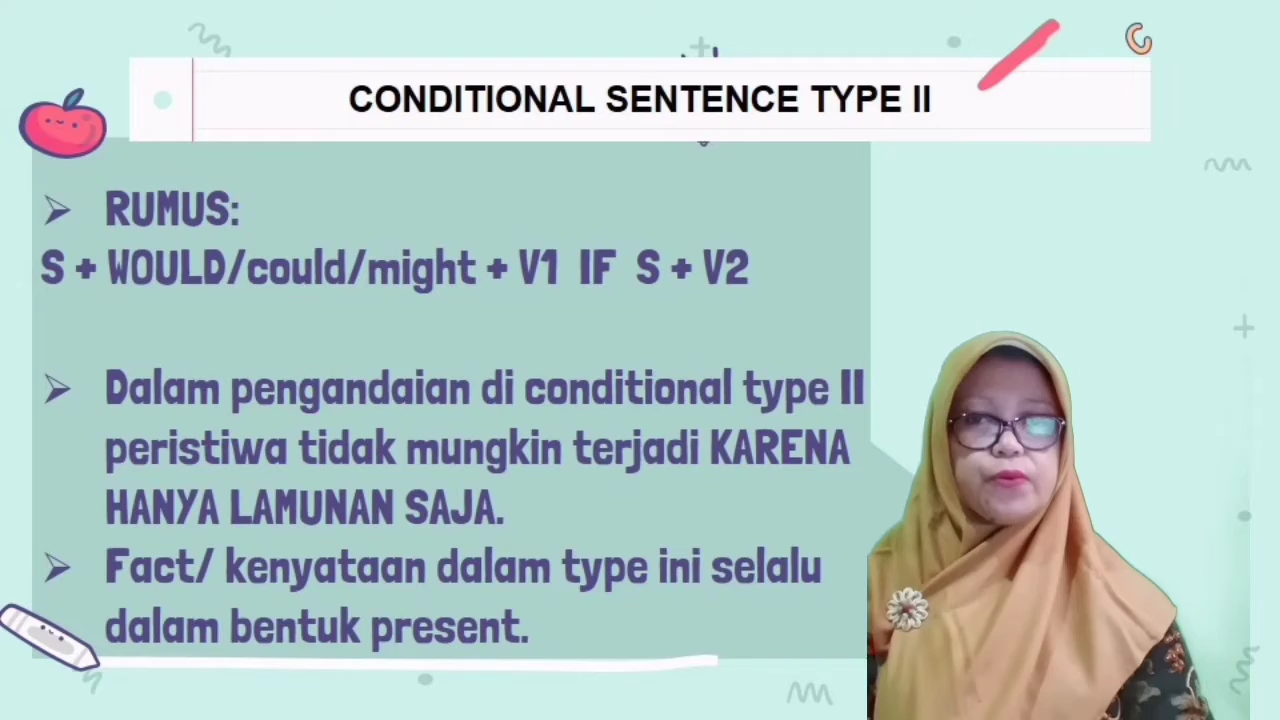 CONDITIONAL SENTENCE TYPE II
➢ RUMUS:
S + WOULD/could/might + V1 IF S + V2
➢ Dalam pengandaian di conditional type II
peristiwa tidak mungkin terjadi KARENA
HANYA LAMUNAN SAJA.
➢ Fact/ kenyataan dalam type ini selalu
dalam bentuk present.